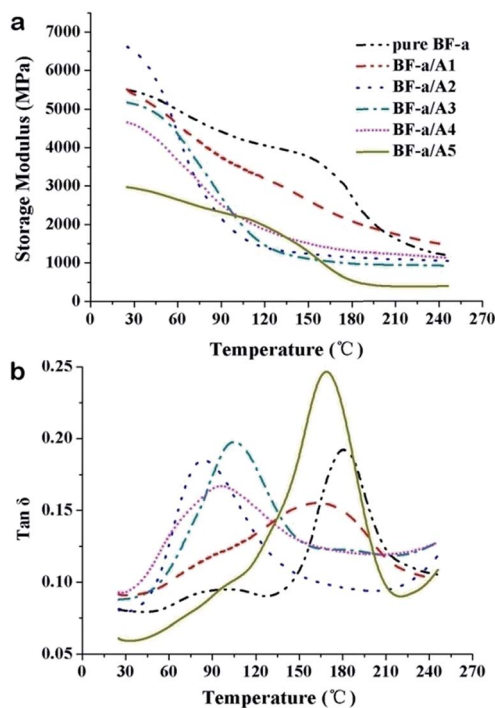 a
7000
6000
5000
4000
3000
2000
1000
0
Storage Modulus (MPa)
pure BF-a
BF-a/A1
BF-a/A2
BF-a/A3
BF-a/A4
BF-a/A5
0 30 60 90 120 150 180 210 240 270
Temperature (℃)
b
0.25
0.20
0.15
0.10
0.05
Tan δ
0 30 60 90 120 150 180 210 240 270
Temperature (℃)